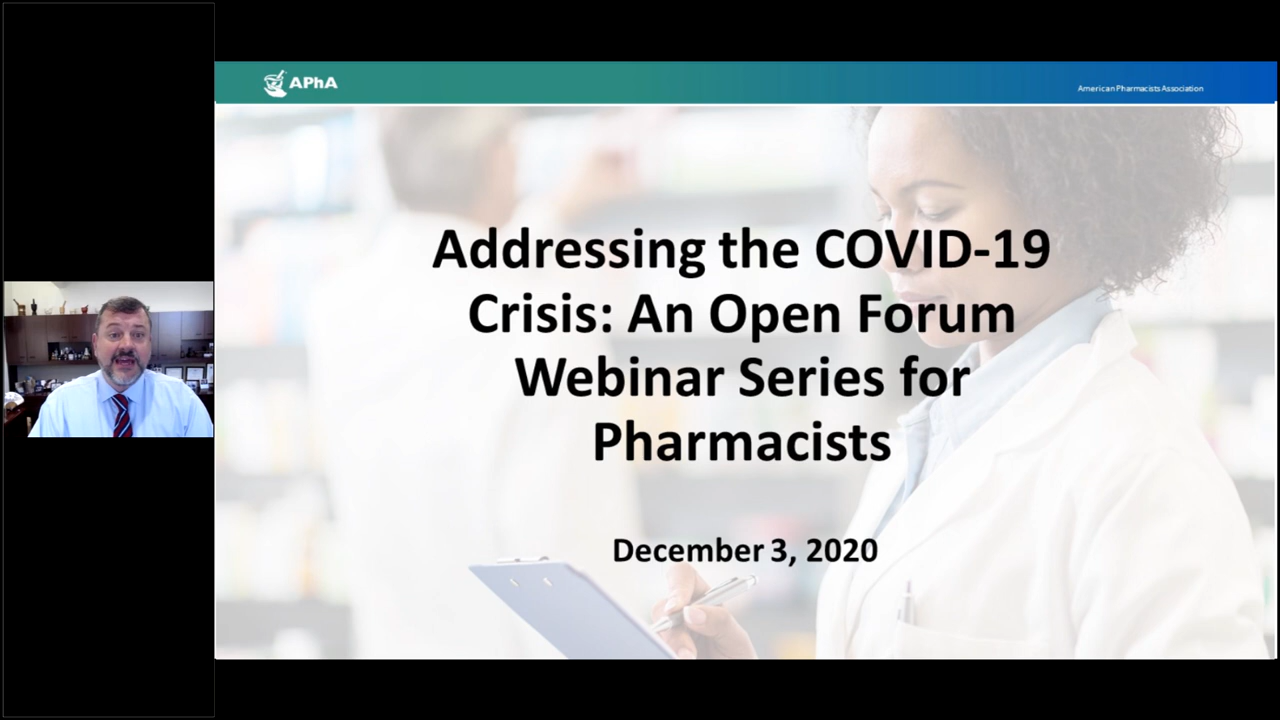 APhA
American Pharmacists Association
Addressing the COVID-19
Crisis: An Open Forum
Webinar Series for
Pharmacists
December 3, 2020